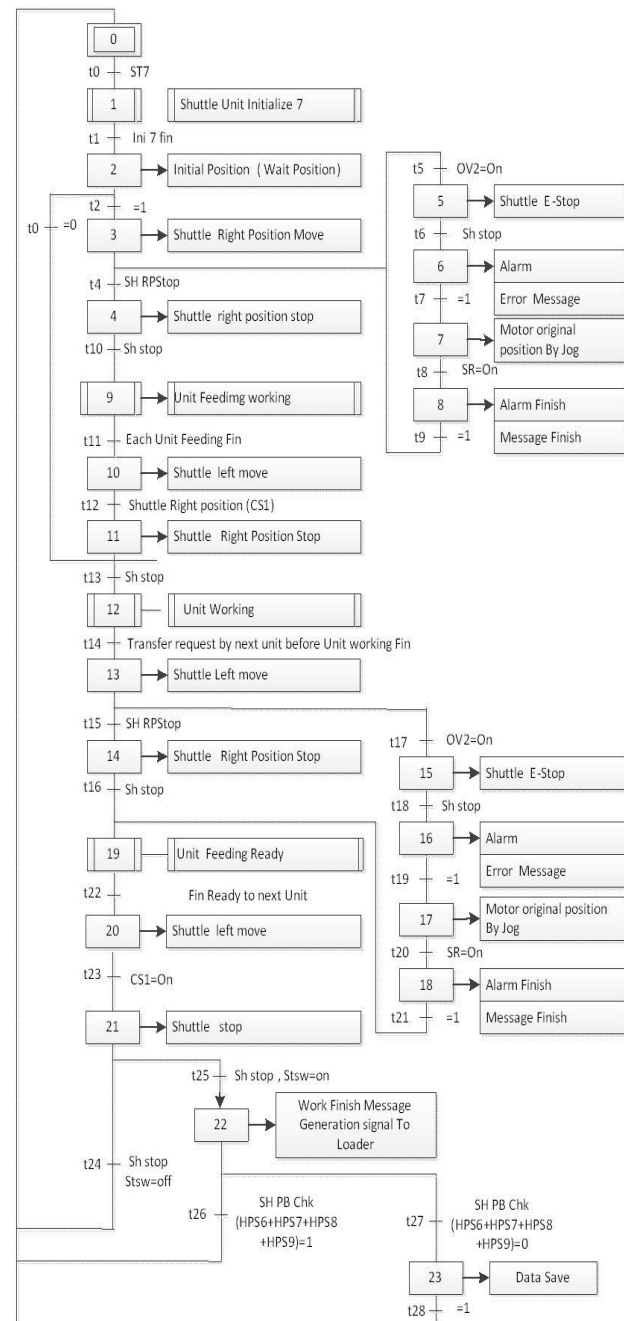 0
t0 ST7
1 Shuttle Unit Initialize 7
t1 Ini 7 fin
2 Initial Position ( Wait Position)
t2 =1
t0 =0
3 Shuttle Right Position Move
t4 SH RPStop
4 Shuttle right position stop
t10 Sh stop
9 Unit Feedimg working
t11 Each Unit Feeding Fin
10 Shuttle left move
t12 Shuttle Right position (CS1)
11 Shuttle Right Position Stop
t13 Sh stop
12 Unit Working
t14 Transfer request by next unit before Unit working Fin
13 Shuttle Left move
t5 OV2=On
5 Shuttle E-Stop
t6 Sh stop
6 Alarm
Error Message
t7 =1
7 Motor original
position By Jog
t8 SR=On
8 Alarm Finish
t9 =1 Message Finish
t15 SH RPStop
14 Shuttle Right Position Stop
t16 Sh stop
19 Unit Feeding Ready
t22 Fin Ready to next Unit
20 Shuttle left move
t23 CS1=On
21 Shuttle stop
t17 OV2=On
15 Shuttle E-Stop
t18 Sh stop
16 Alarm
Error Message
t19 =1
17 Motor original position
By Jog
t20 SR=On
18 Alarm Finish
t21 =1 Message Finish
t25 Sh stop , Stsw=on
22 Work Finish Message
Generation signal To
Loader
t24 Sh stop
Stsw=off
t26 SH PB Chk
(HPS6+HPS7+HPS8
+HPS9)=1
t27 SH PB Chk
(HPS6+HPS7+HPS8
+HPS9)=0
23 Data Save
t28 =1